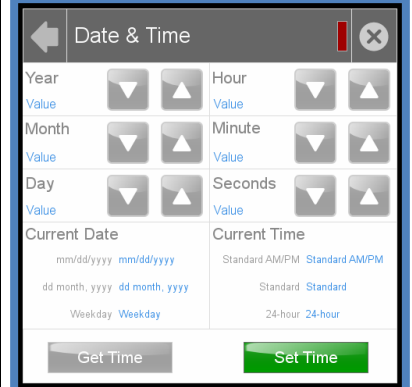 Date & Time
Year
Value
Hour
Value
Month
Value
Minute
Value
Day
Value
Seconds
Value
Current Date
mm/dd/yyyy mm/dd/yyyy
dd month, yyyy dd month, yyyy
Weekday Weekday
Current Time
Standard AM/PM Standard AM/PM
Standard Standard
24-hour 24-hour
Get Time
Set Time